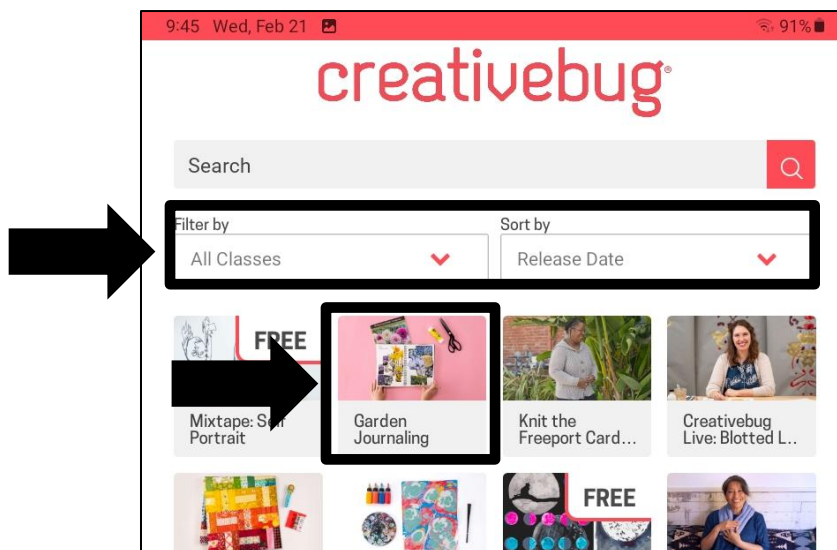 9:45 Wed, Feb 21 91%
creativebug®
Search
Filter by Sort by
All Classes Release Date
FREE
Mixtape: Self Garden Knit the Creativebug
Portrait Journaling Freeport Card... Live: Blotted L...
FREE